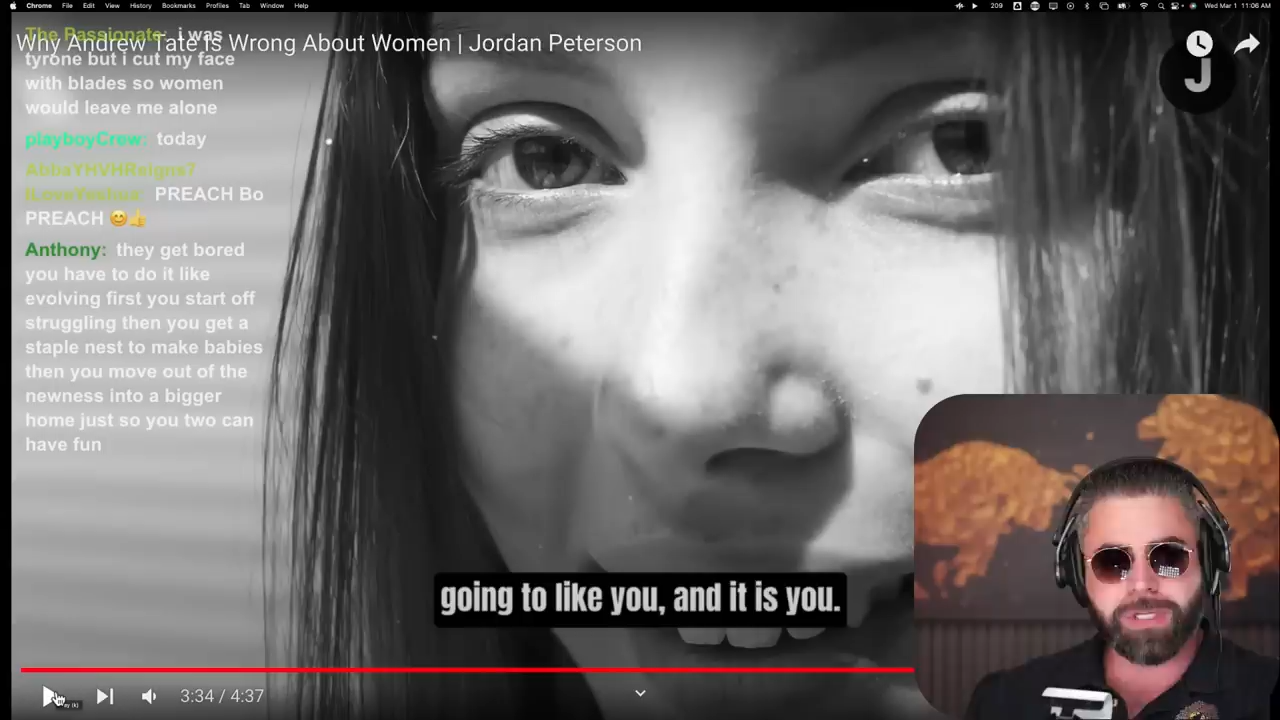 Chrome File Edit View History Bookmarks Profiles Tab Window Help 209 Wed Mar 1 11:06 AM
Why Andrew Tate Is Wrong About Women | Jordan Peterson
The Passionate: i was
tyrone but i cut my face
with blades so women
would leave me alone
playboyCrew: today
AbbaYHVHReigns7
ILoveYeshua: PREACH Bo
PREACH 😊👍
Anthony: they get bored
you have to do it like
evolving first you start off
struggling then you get a
staple nest to make babies
then you move out of the
newness into a bigger
home just so you two can
have fun
J
going to like you, and it is you.
3:34 / 4:37